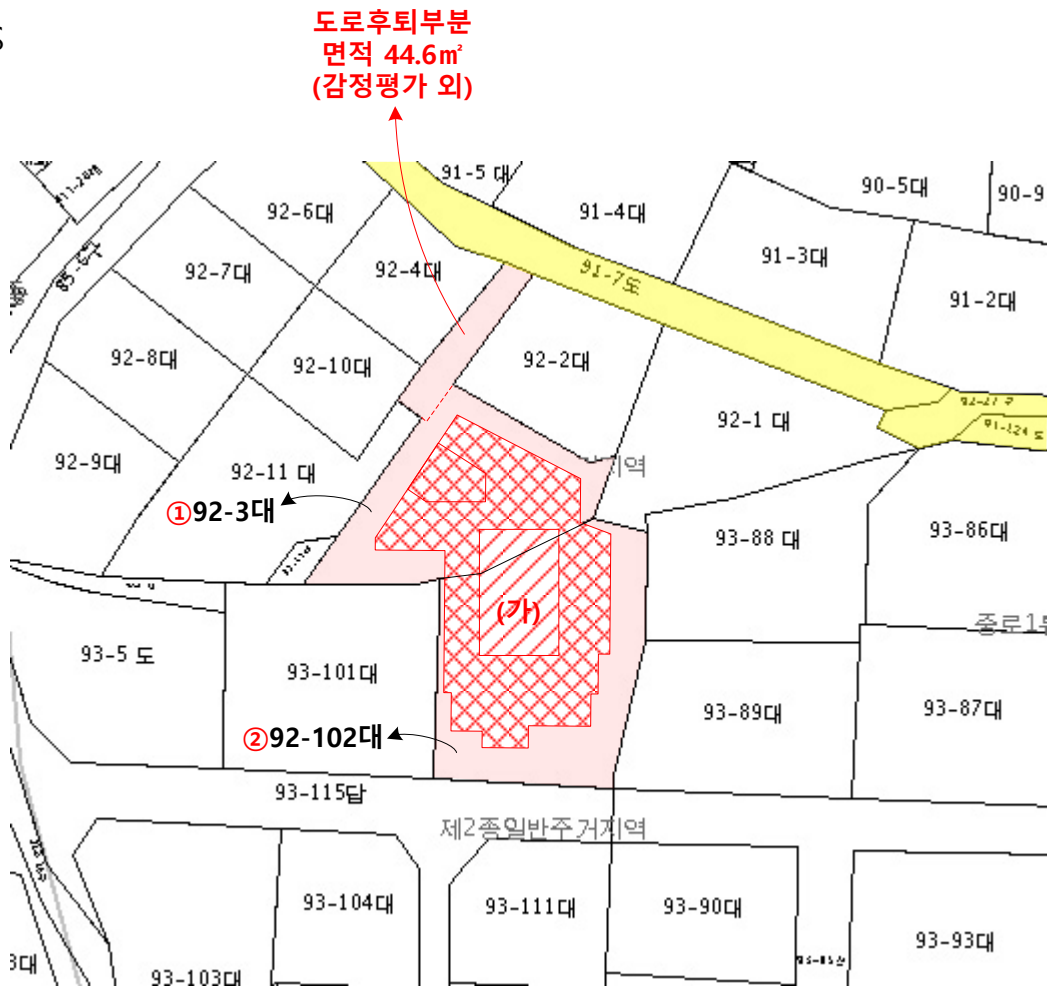 도로후퇴부분
면적 44.6㎡
(감정평가 외)
91-5 대
92-6대
91-4대
90-5대
90-9
92-7대
92-4대
91-7도
91-3대
91-2대
92-8대
92-10대
92-2대
92-1 대
92-9대
92-11 대
①92-3대
93-88 대
93-86대
(가)
중로1
93-5 도
93-101대
93-89대
93-87대
②92-102대
93-115답
제2종일반주거지역
93-104대
93-111대
93-90대
93-93대
93-103대